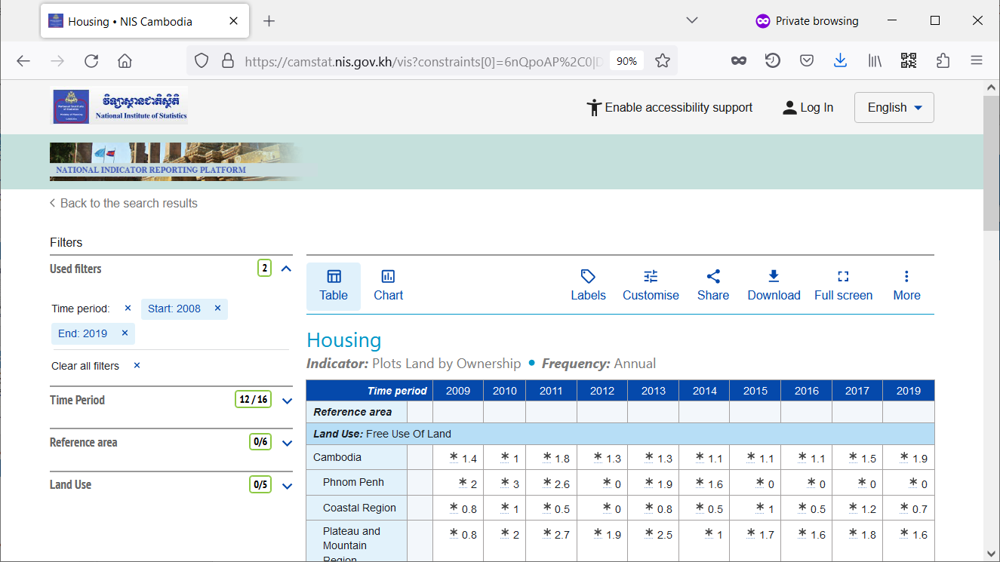 Housing • NIS Cambodia
Private browsing
https://camstat.nis.gov.kh/vis?constraints[0]=6nQpoAP%2C0|D
90%
វិទ្យាស្ថានជាតិស្ថិតិ
National Institute of Statistics
Enable accessibility support
Log In
English
NATIONAL INDICATOR REPORTING PLATFORM
Back to the search results
Filters
Used filters 2
Time period: × Start: 2008 ×
End: 2019 ×
Clear all filters ×
Time Period 12 / 16
Reference area 0/6
Land Use 0/5
Table Chart Labels Customise Share Download Full screen More
Housing
Indicator: Plots Land by Ownership • Frequency: Annual
Time period 2009 2010 2011 2012 2013 2014 2015 2016 2017 2019
Reference area
Land Use: Free Use Of Land
Cambodia * 1.4 * 1 * 1.8 * 1.3 * 1.3 * 1.1 * 1.1 * 1.1 * 1.5 * 1.9
Phnom Penh * 2 * 3 * 2.6 * 0 * 1.9 * 1.6 * 0 * 0 * 0 * 0
Coastal Region * 0.8 * 1 * 0.5 * 0 * 0.8 * 0.5 * 1 * 0.5 * 1.2 * 0.7
Plateau and
Mountain * 0.8 * 2 * 2.7 * 1.9 * 2.5 * 1 * 1.7 * 1.6 * 1.8 * 1.6
Region